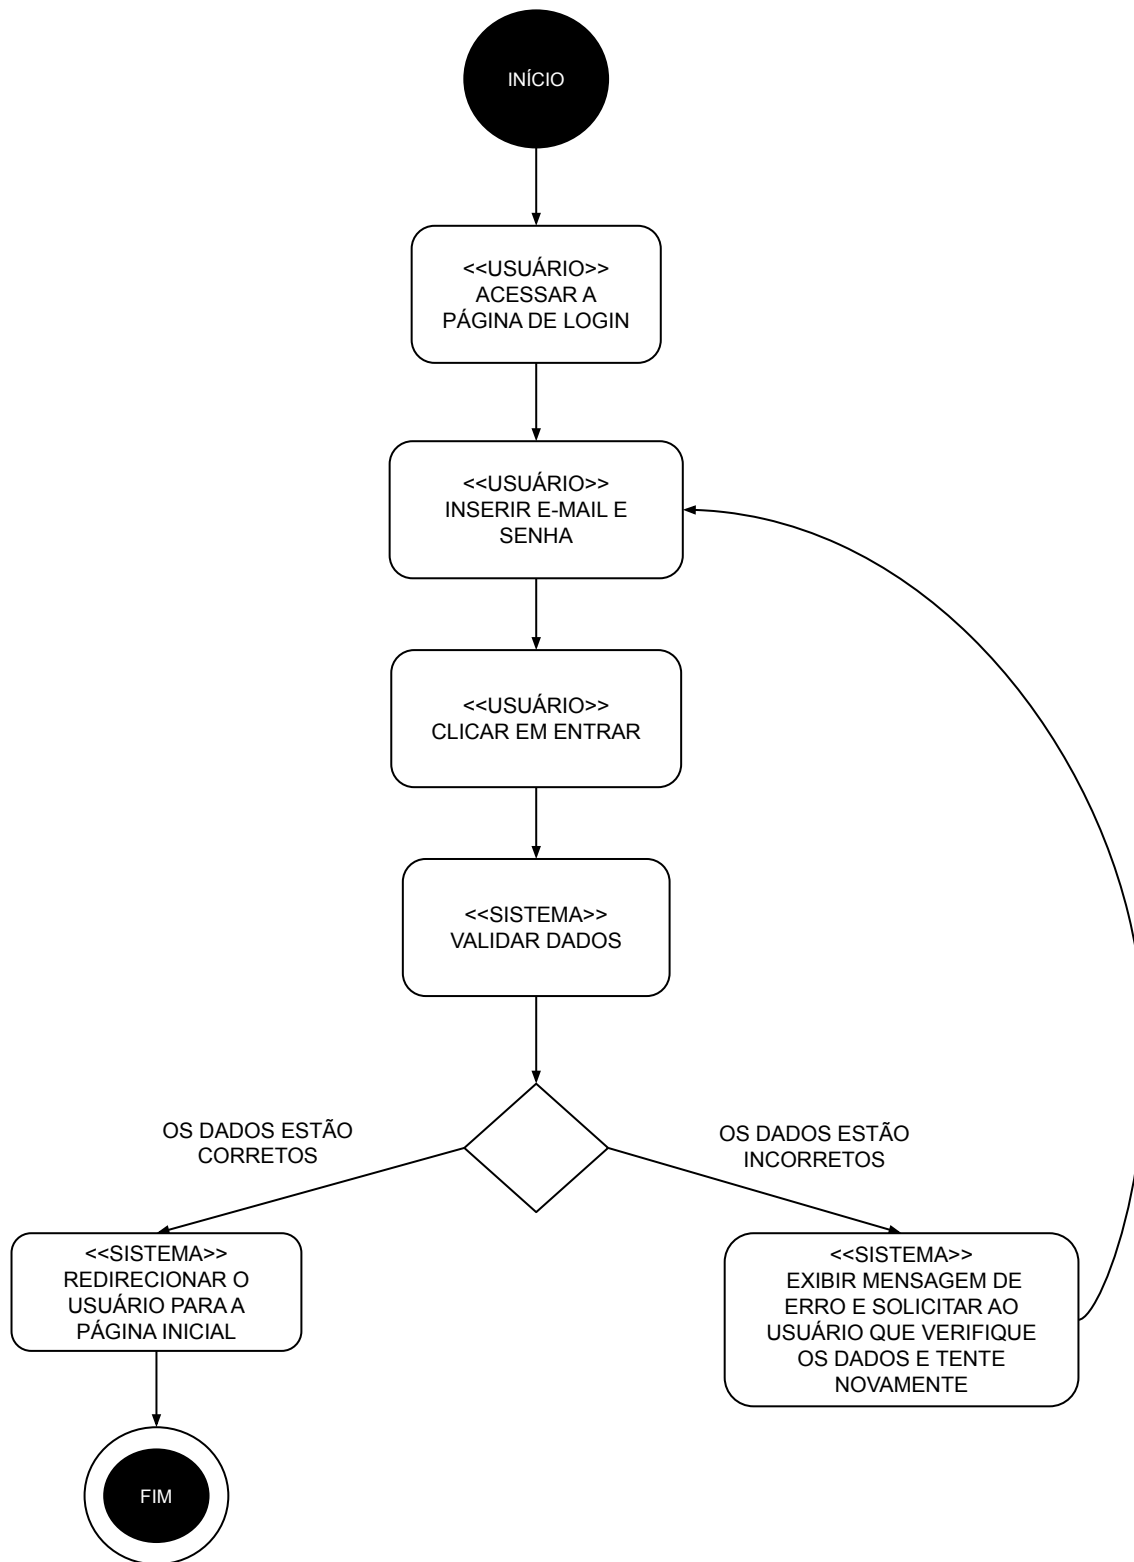 INÍCIO
<<USUÁRIO>>
ACESSAR A
PÁGINA DE LOGIN
<<USUÁRIO>>
INSERIR E-MAIL E
SENHA
<<USUÁRIO>>
CLICAR EM ENTRAR
<<SISTEMA>>
VALIDAR DADOS
OS DADOS ESTÃO
CORRETOS
OS DADOS ESTÃO
INCORRETOS
<<SISTEMA>>
REDIRECIONAR O
USUÁRIO PARA A
PÁGINA INICIAL
<<SISTEMA>>
EXIBIR MENSAGEM DE
ERRO E SOLICITAR AO
USUÁRIO QUE VERIFIQUE
OS DADOS E TENTE
NOVAMENTE
FIM